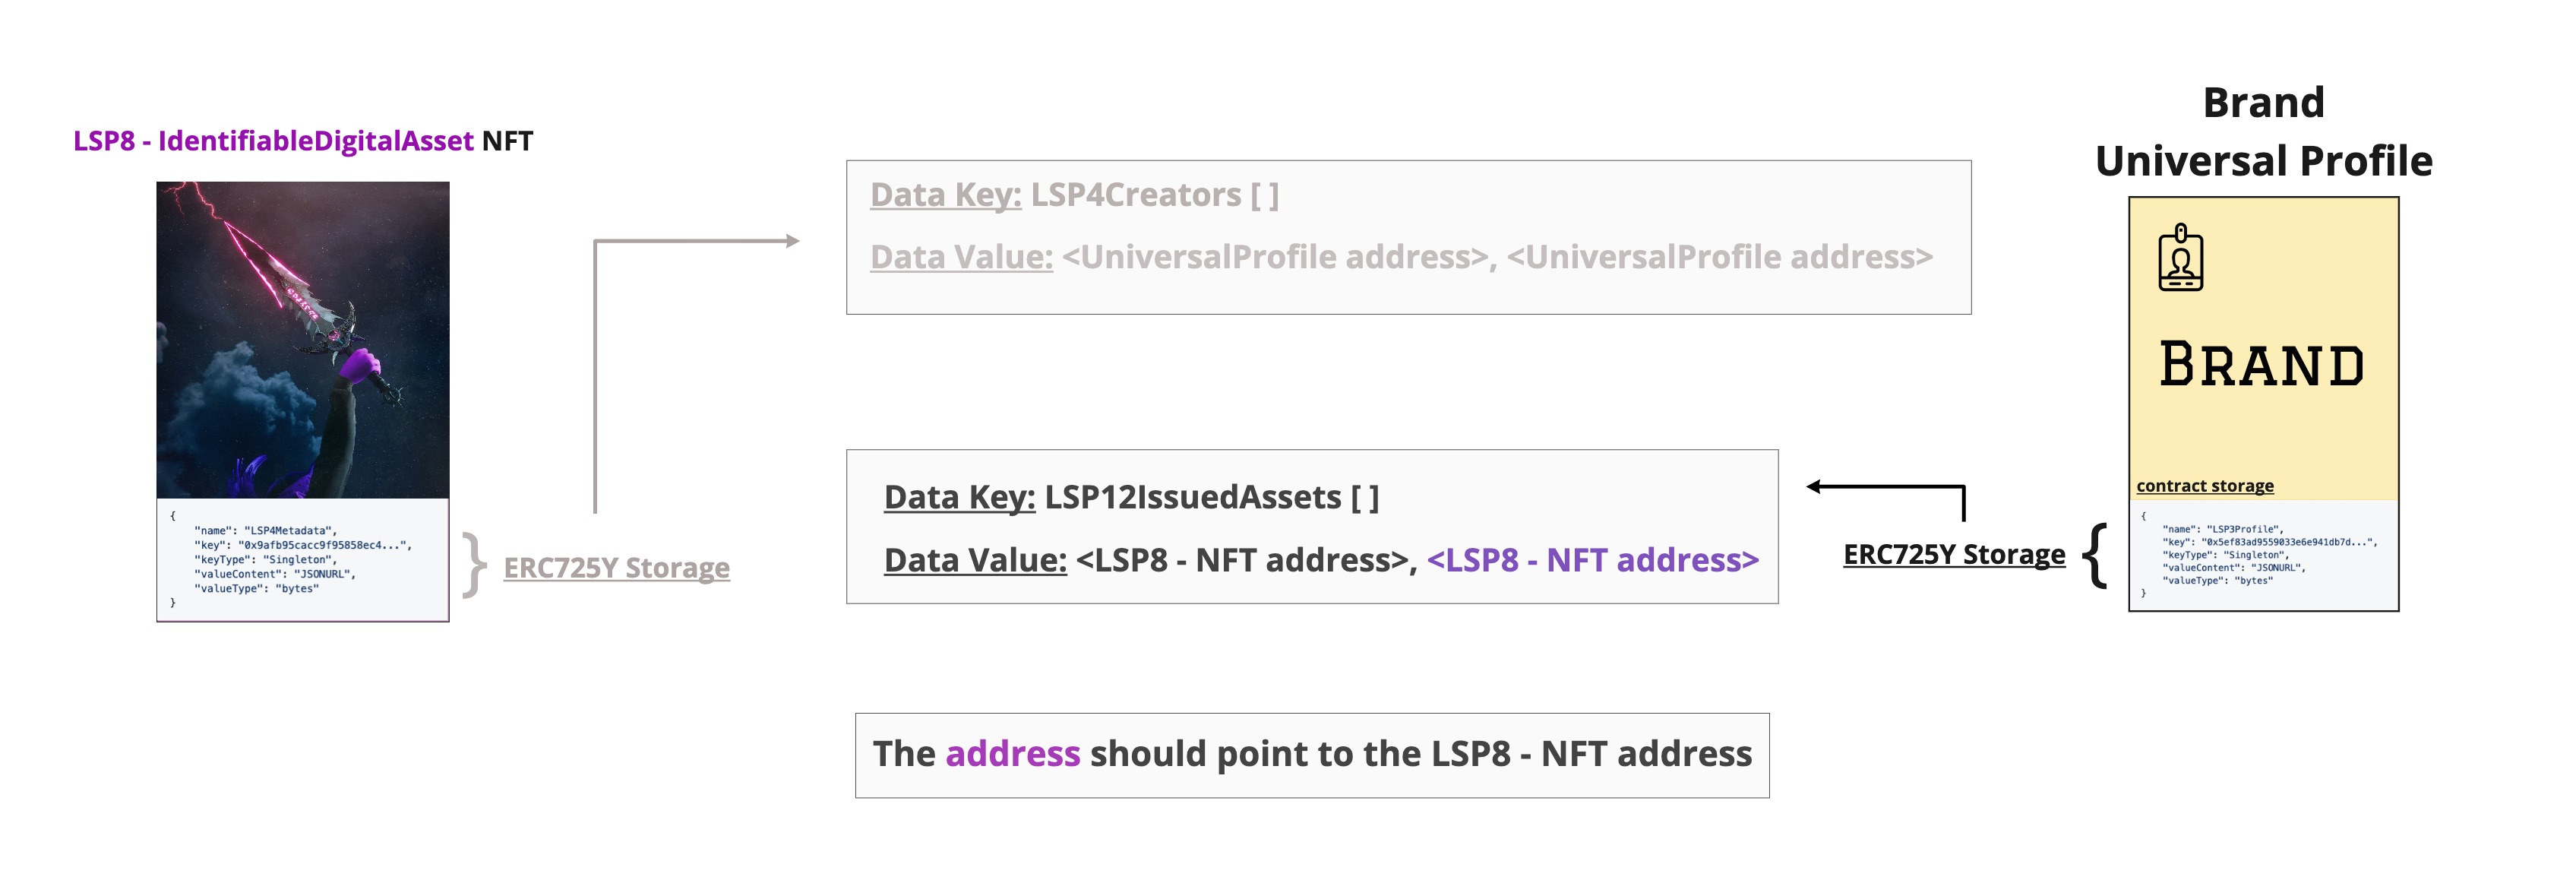 LSP8 - IdentifiableDigitalAsset NFT
{
"name": "LSP4Metadata",
"key": "0x9afb95cacc9f95858ec4...",
"keyType": "Singleton",
"valueContent": "JSONURL",
"valueType": "bytes"
}
} ERC725Y Storage
Data Key: LSP4Creators [ ]
Data Value: <UniversalProfile address>, <UniversalProfile address>
Data Key: LSP12IssuedAssets [ ]
Data Value: <LSP8 - NFT address>, <LSP8 - NFT address>
The address should point to the LSP8 - NFT address
Brand
Universal Profile
BRAND
contract storage
ERC725Y Storage {
{
"name": "LSP3Profile",
"key": "0x5ef83ad9559033e6e941db7d...",
"keyType": "Singleton",
"valueContent": "JSONURL",
"valueType": "bytes"
}